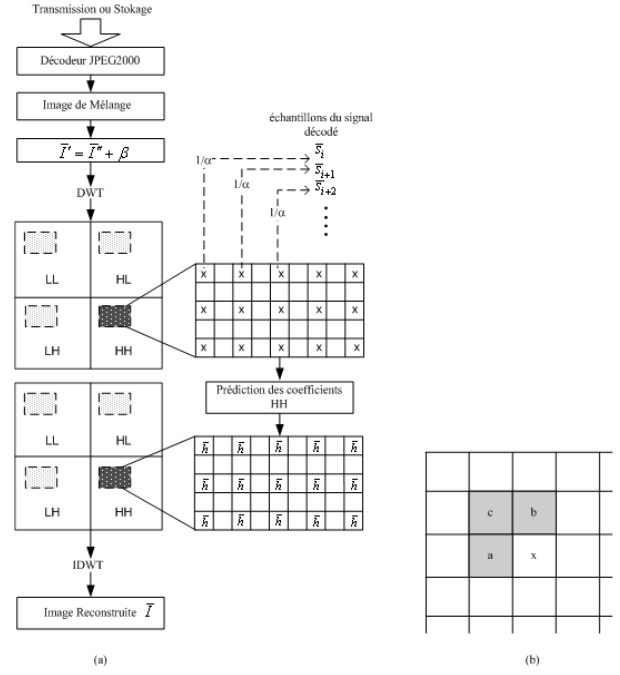 Transmission ou Stokage
Décodeur JPEG2000
Image de Mélange
Ī' = Ī'' + β
DWT
échantillons du signal
décodé
1/α
s̄ᵢ
1/α
s̄ᵢ₊₁
1/α
s̄ᵢ₊₂
LL HL
LH HH
x x x x x
x x x x x
x x x x x
Prédiction des coefficients
HH
LL HL
LH HH
h̄ h̄ h̄ h̄ h̄
h̄ h̄ h̄ h̄ h̄
h̄ h̄ h̄ h̄ h̄
IDWT
Image Reconstruite Ī
(a)
c b
a x
(b)